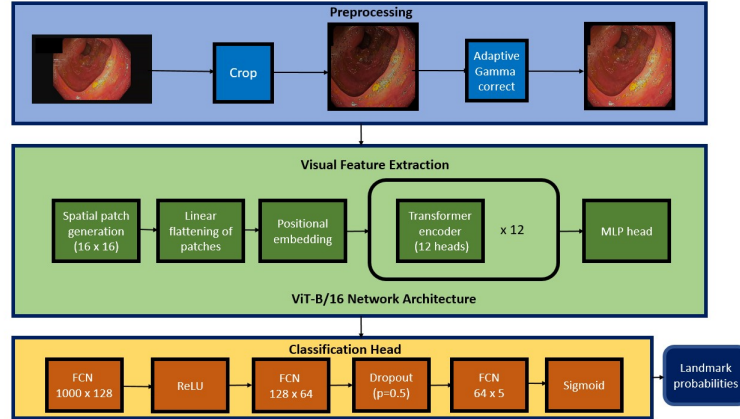 Preprocessing
Crop
Adaptive
Gamma
correct
Visual Feature Extraction
Spatial patch
generation
(16 x 16)
Linear
flattening of
patches
Positional
embedding
Transformer
encoder
(12 heads)
x 12
MLP head
ViT-B/16 Network Architecture
Classification Head
FCN
1000 x 128
ReLU
FCN
128 x 64
Dropout
(p=0.5)
FCN
64 x 5
Sigmoid
Landmark
probabilities